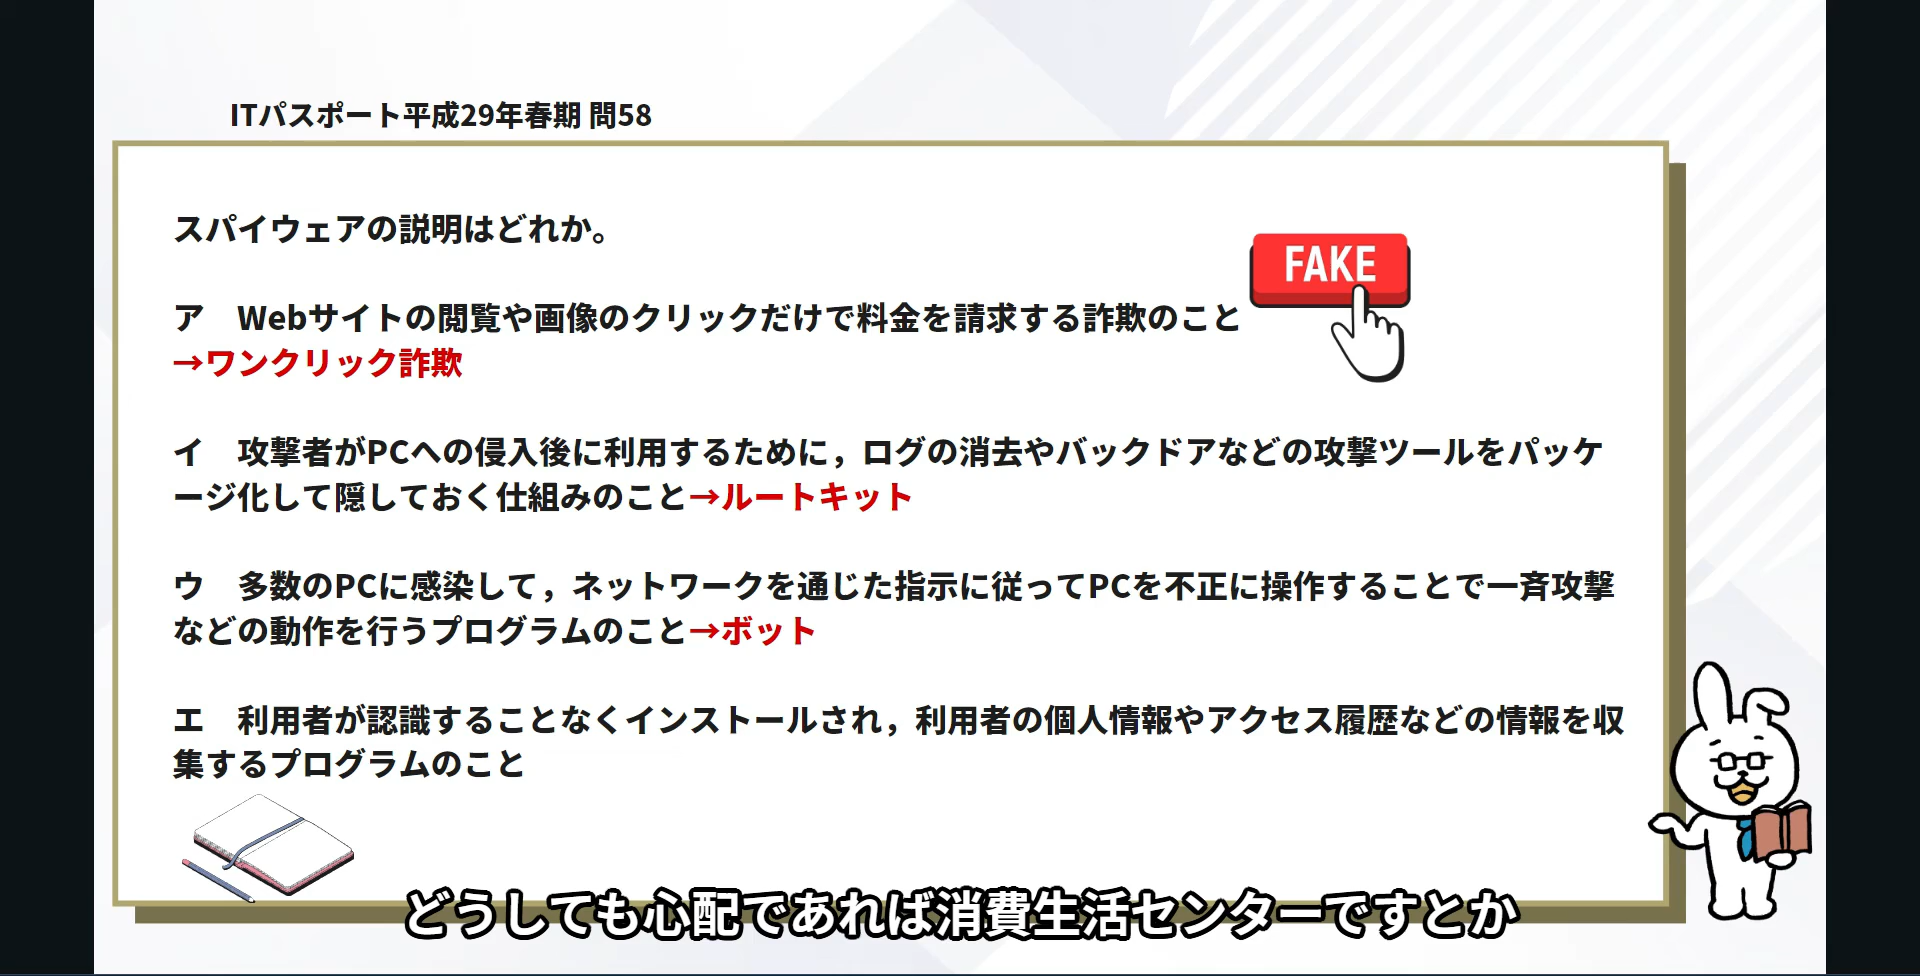 ITパスポート平成29年春期 問58
スパイウェアの説明はどれか。
FAKE
ア　Webサイトの閲覧や画像のクリックだけで料金を請求する詐欺のこと
→ワンクリック詐欺
イ　攻撃者がPCへの侵入後に利用するために，ログの消去やバックドアなどの攻撃ツールをパッケ
ージ化して隠しておく仕組みのこと→ルートキット
ウ　多数のPCに感染して，ネットワークを通じた指示に従ってPCを不正に操作することで一斉攻撃
などの動作を行うプログラムのこと→ボット
エ　利用者が認識することなくインストールされ，利用者の個人情報やアクセス履歴などの情報を収
集するプログラムのこと
どうしても心配であれば消費生活センターですとか